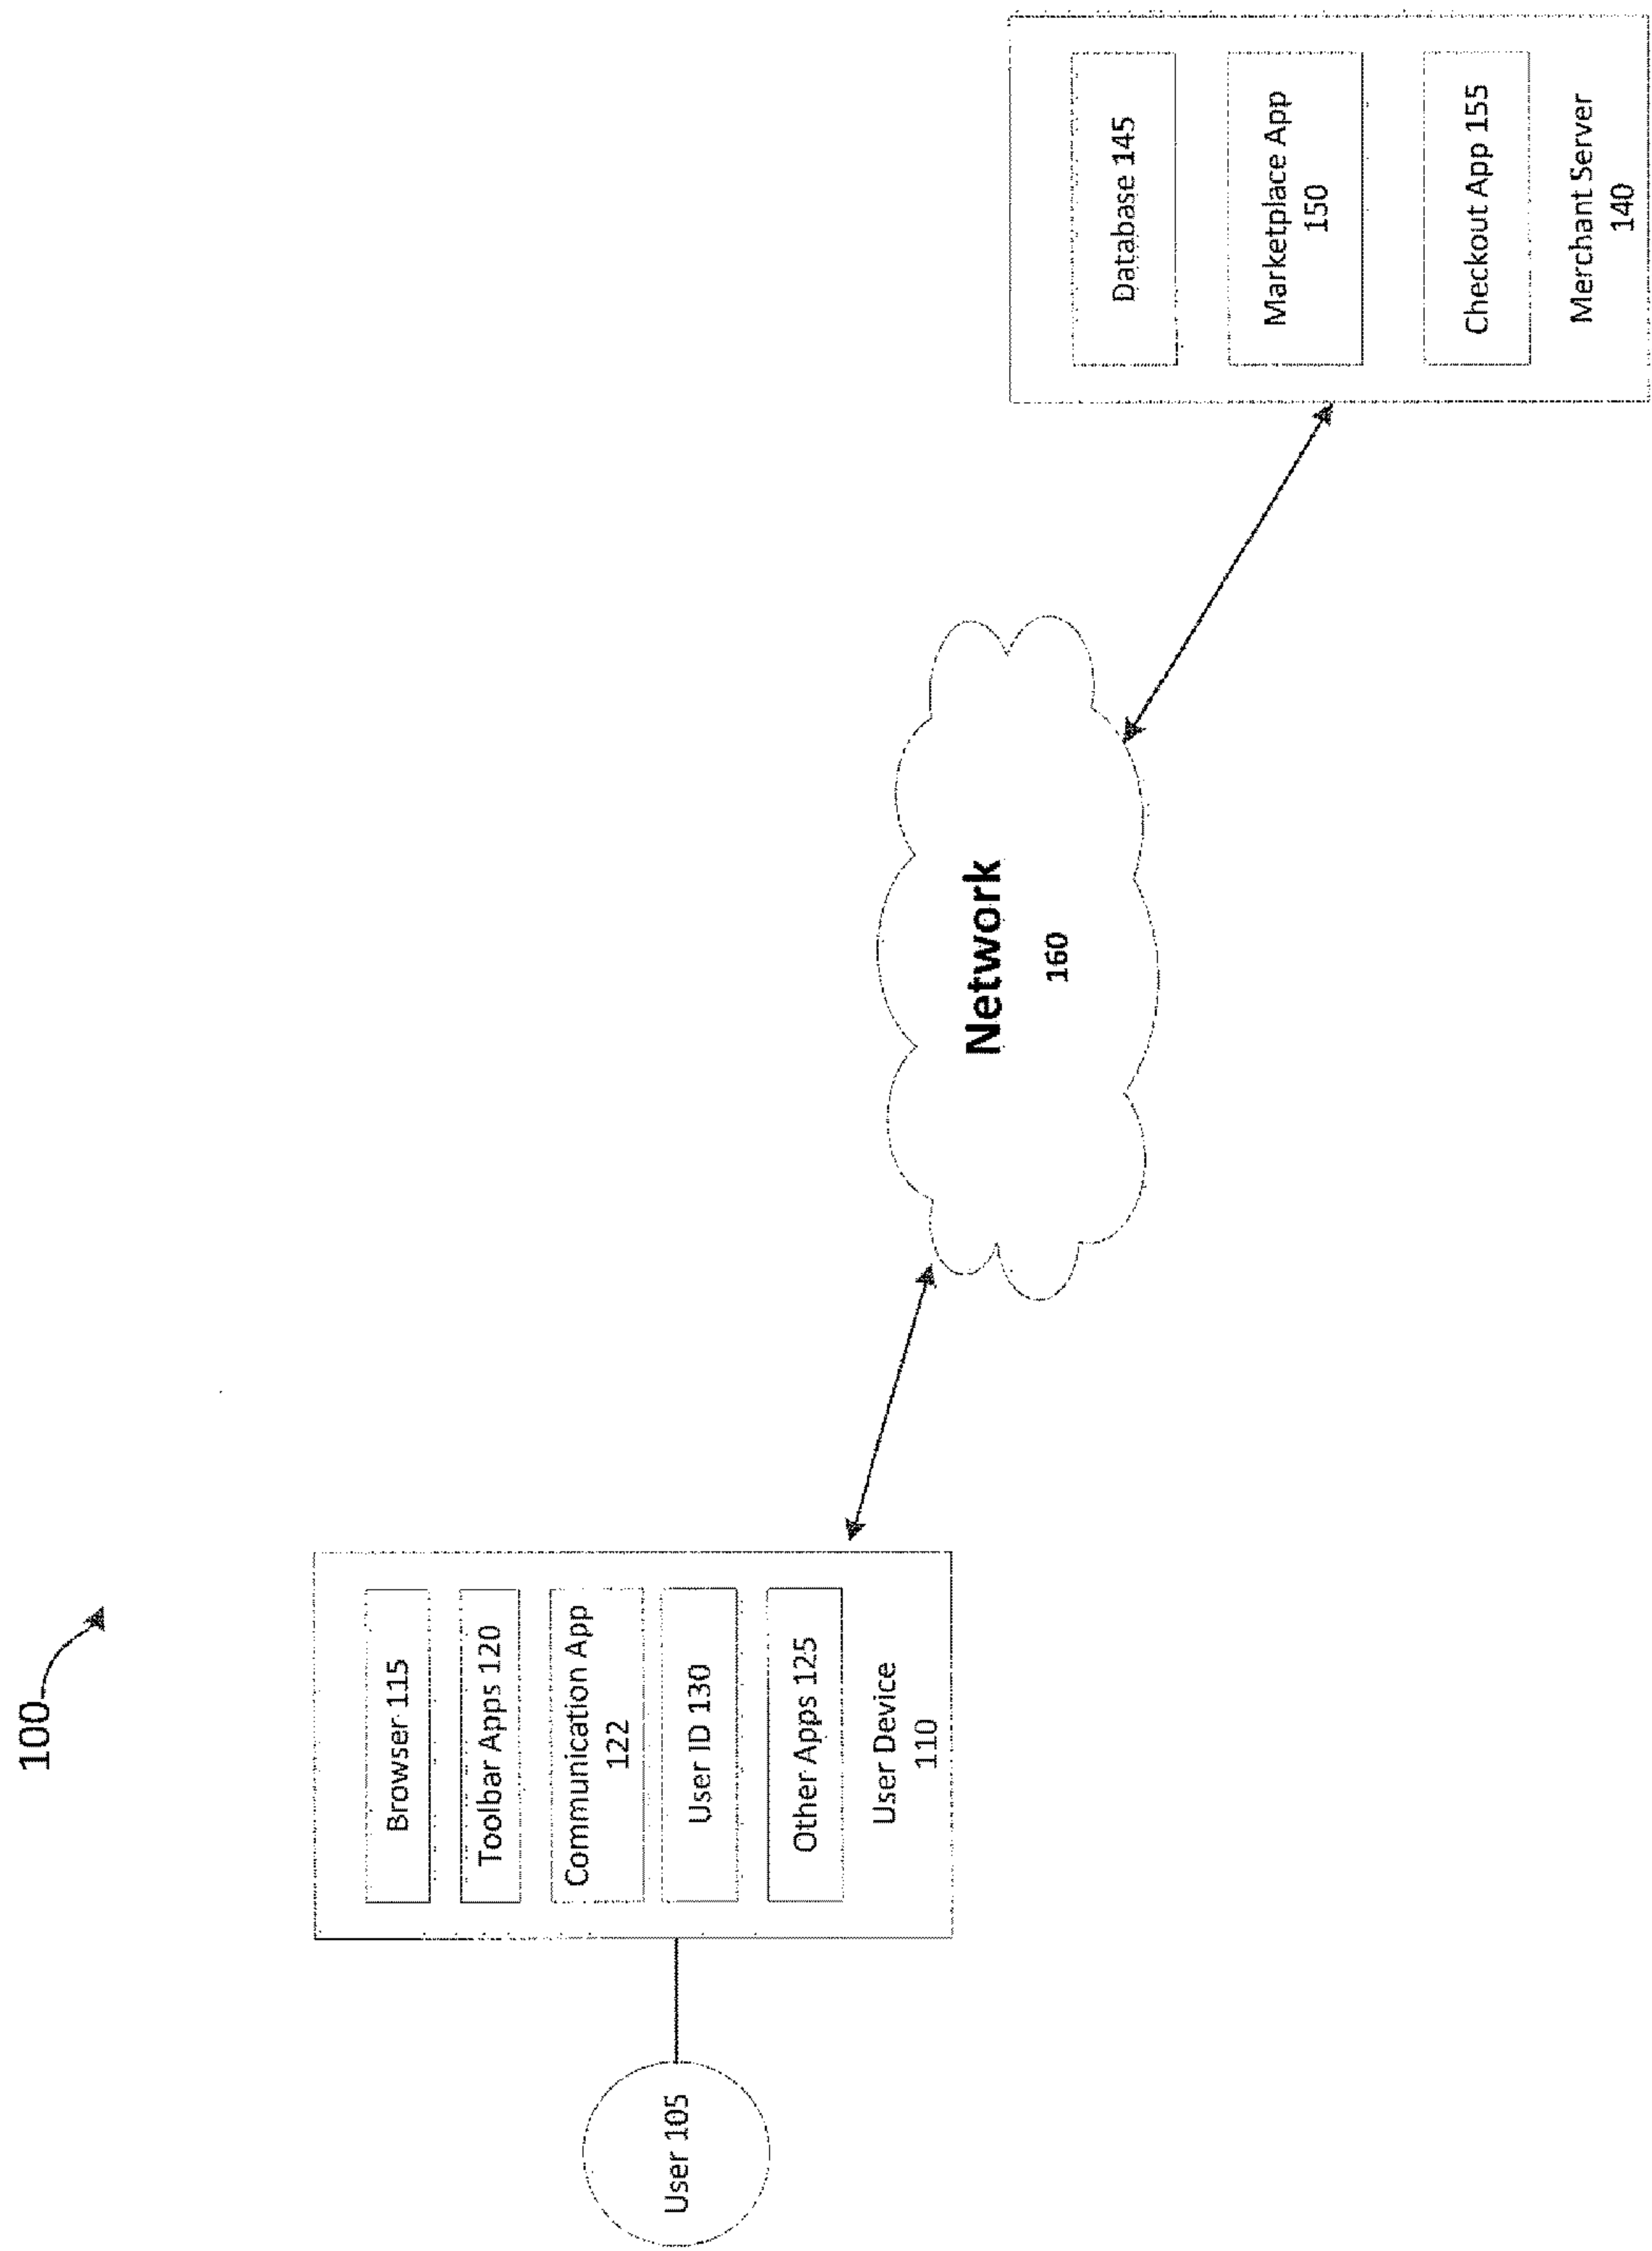 100
User 105
Browser 115
Toolbar Apps 120
Communication App
122
User ID 130
Other Apps 125
User Device
110
Network
160
Database 145
Marketplace App
150
Checkout App 155
Merchant Server
140